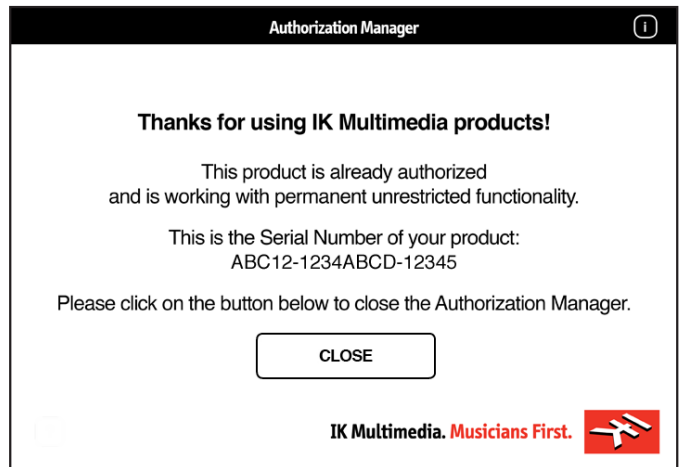 Authorization Manager
i
Thanks for using IK Multimedia products!
This product is already authorized
and is working with permanent unrestricted functionality.
This is the Serial Number of your product:
ABC12-1234ABCD-12345
Please click on the button below to close the Authorization Manager.
CLOSE
IK Multimedia. Musicians First.